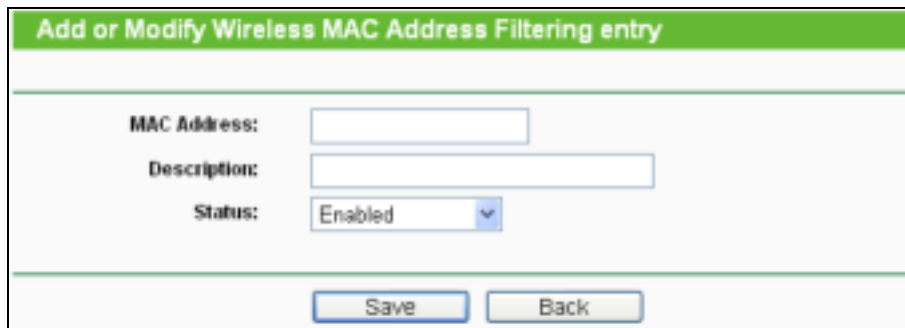 Add or Modify Wireless MAC Address Filtering entry
MAC Address:
Description:
Status: Enabled
Save Back